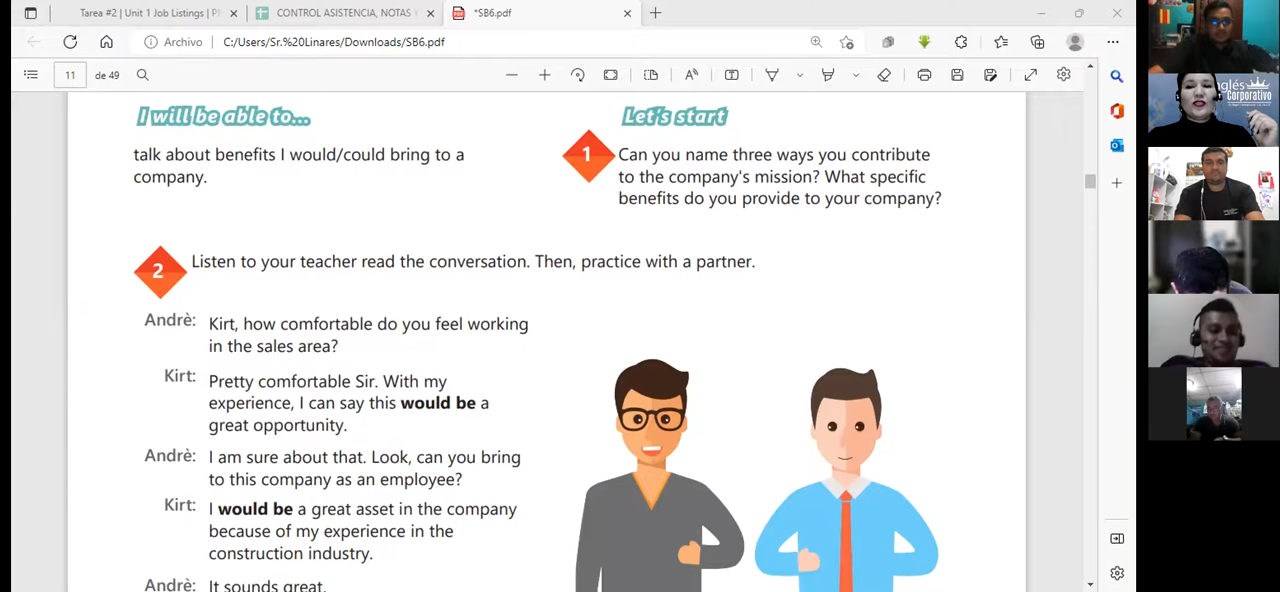 Tarea #2 | Unit 1 Job Listings | P
CONTROL ASISTENCIA, NOTAS Y
*SB6.pdf
Archivo
C:/Users/Sr.%20Linares/Downloads/SB6.pdf
11 de 49
I will be able to...
talk about benefits I would/could bring to a
company.
Let's start
1
Can you name three ways you contribute
to the company's mission? What specific
benefits do you provide to your company?
2
Listen to your teacher read the conversation. Then, practice with a partner.
Andrè: Kirt, how comfortable do you feel working
in the sales area?
Kirt: Pretty comfortable Sir. With my
experience, I can say this would be a
great opportunity.
Andrè: I am sure about that. Look, can you bring
to this company as an employee?
Kirt: I would be a great asset in the company
because of my experience in the
construction industry.
Andrè: It sounds great.
nglés
Corporativo